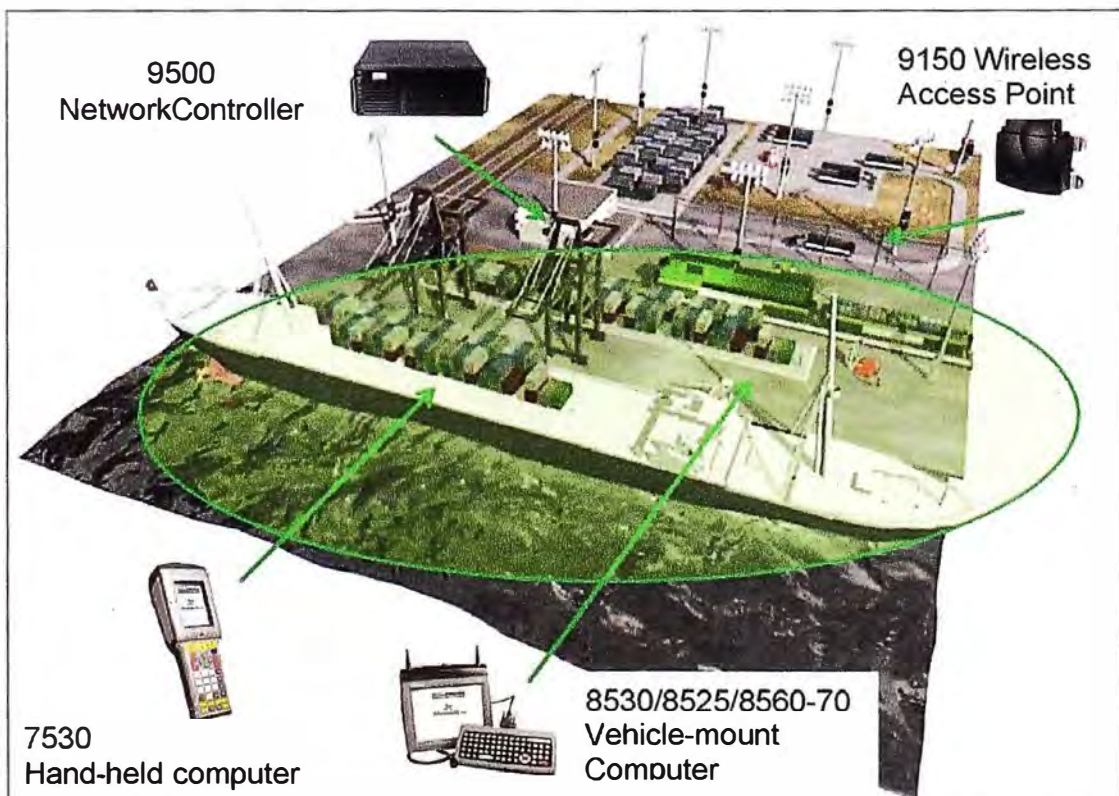 9500
NetworkController
9150 Wireless
Access Point
7530
Hand-held computer
8530/8525/8560-70
Vehicle-mount
Computer